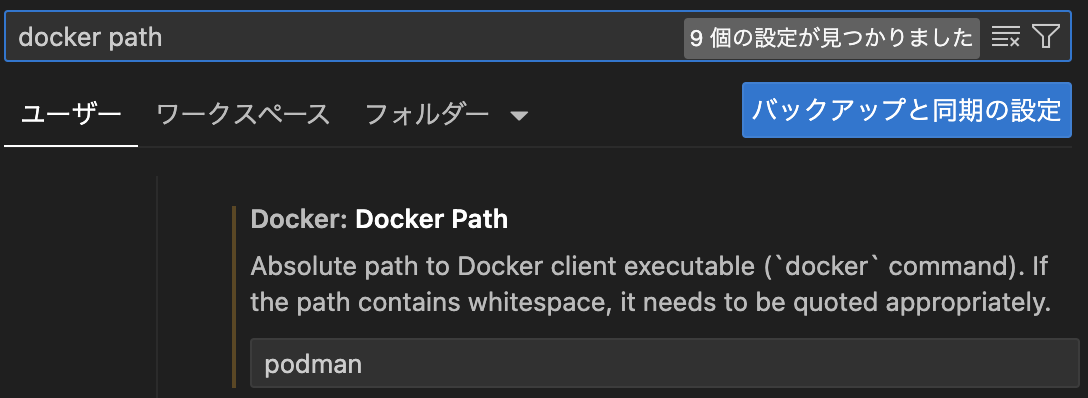 docker path
9 個の設定が見つかりました
ユーザー ワークスペース フォルダー
バックアップと同期の設定
Docker: Docker Path
Absolute path to Docker client executable (`docker` command). If
the path contains whitespace, it needs to be quoted appropriately.
podman